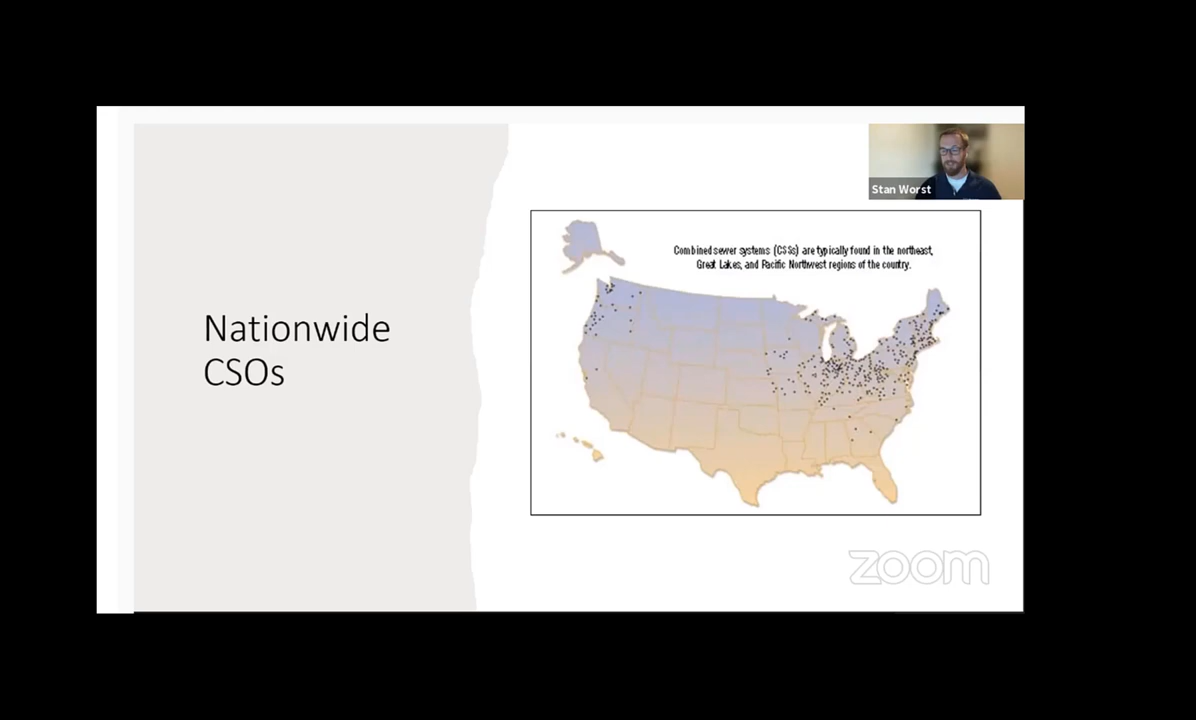 Stan Worst
Combined sewer systems (CSSs) are typically found in the northeast,
Great Lakes, and Pacific Northwest regions of the country.
Nationwide
CSOs
zoom